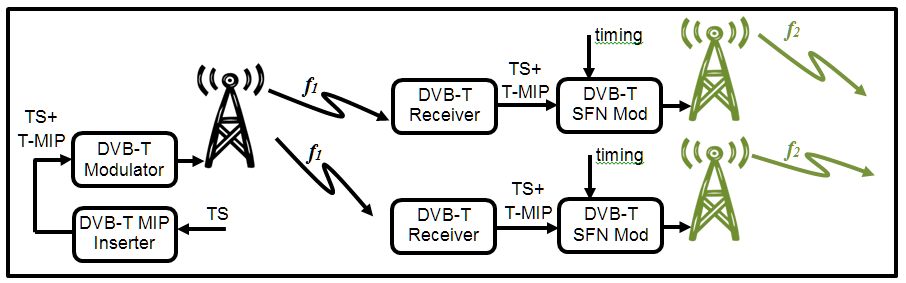 TS+
T-MIP
DVB-T
Modulator
DVB-T MIP
Inserter
TS
f1
f1
DVB-T
Receiver
TS+
T-MIP
timing
DVB-T
SFN Mod
f2
DVB-T
Receiver
TS+
T-MIP
timing
DVB-T
SFN Mod
f2